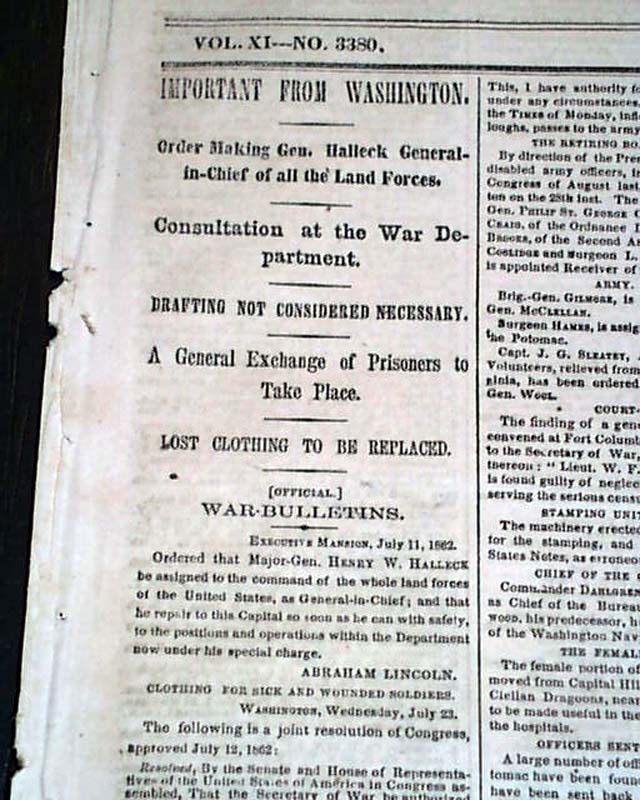 VOL. XI—NO. 3380.
IMPORTANT FROM WASHINGTON.
Order Making Gen. Halleck General-
in-Chief of all the Land Forces.
Consultation at the War De-
partment.
DRAFTING NOT CONSIDERED NECESSARY.
A General Exchange of Prisoners to
Take Place.
LOST CLOTHING TO BE REPLACED.
[OFFICIAL.]
WAR-BULLETINS.
EXECUTIVE MANSION, July 11, 1862.
Ordered that Major-Gen. HENRY W. HALLECK
be assigned to the command of the whole land forces
of the United States, as General-in-Chief; and that
he repair to this Capital so soon as he can with safety,
to the positions and operations within the Department
now under his special charge.
ABRAHAM LINCOLN.
CLOTHING FOR SICK AND WOUNDED SOLDIERS.
WASHINGTON, Wednesday, July 23.
The following is a joint resolution of Congress,
approved July 12, 1862:
Resolved, By the Senate and House of Representa-
tives of the United States of America in Congress as-
sembled, That the Secretary of War be authorized
This, I have authority fo
under any circumstances
the TIMES of Monday, infl
loughs, passes to the army
THE RETIRING BO
By direction of the Pres
disabled army officers, i
Congress of August last
ten on the 28th inst. The
Gen. PHILIP ST. GEORGE C
CRAIG, of the Ordnance D
BROOKS, of the Second A
COOLIDGE and Surgeon L.
is appointed Receiver of
ARMY.
Brig.-Gen. GILMORE, is
Gen. MCCLELLAN.
Surgeon HAMES, is assig
the Potomac.
Capt. J. G. SLEATEY,
Volunteers, relieved from
ginia, has been ordered
Gen. WOOL.
COURT-
The finding of a gene
convened at Fort Columb
to the Secretary of War,
thereon: "Lieut. W. F.
is found guilty of neglec
serving the serious cens
STAMPING UNIT
The machinery erected
for the stamping, and
States Notes, as erroneo
CHIEF OF THE
Commander DAHLGREN
as Chief of the Bureau
WOOD, his predecessor, h
of the Washington Nav
THE FEMAL
The female portion of
moved from Capital Hil
Clellan Dragoons, near
to be made useful in the
the hospitals.
OFFICERS SENT
A large number of offi
tomac have been found
have been sent back